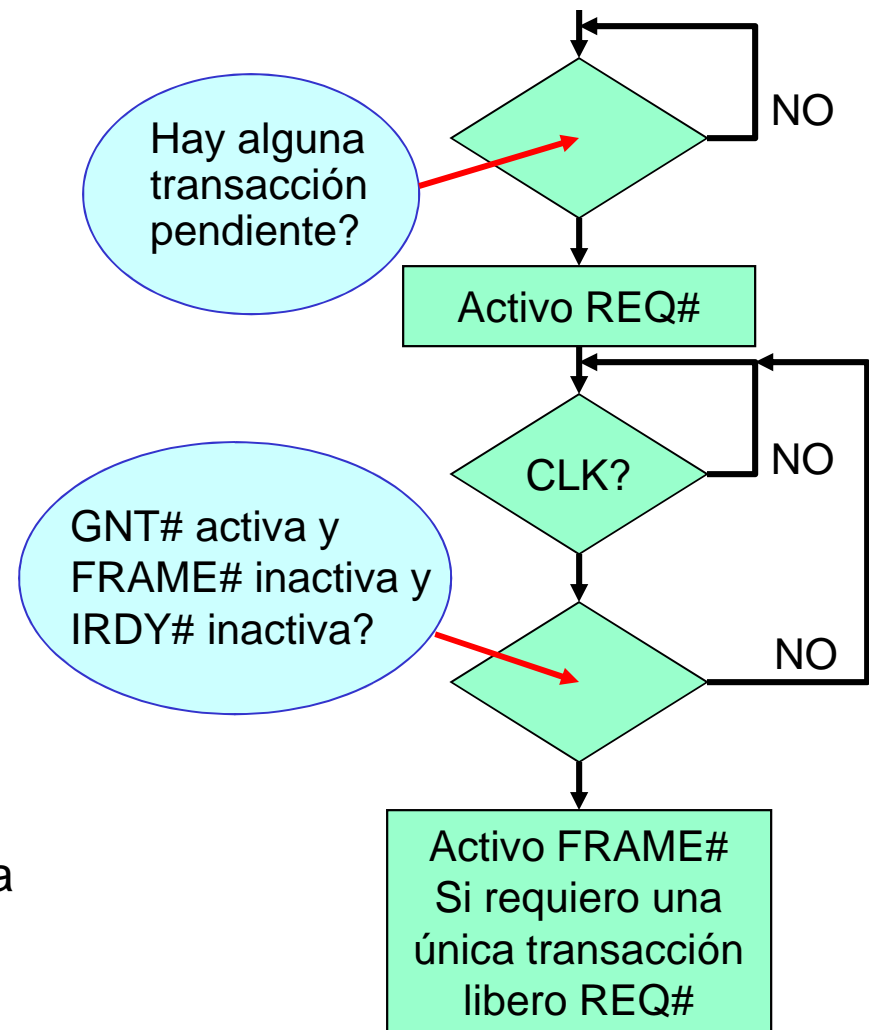 NO
Hay alguna
transacción
pendiente?
Activo REQ#
CLK?
NO
GNT# activa y
FRAME# inactiva y
IRDY# inactiva?
NO
Activo FRAME#
Si requiero una
única transacción
libero REQ#
a